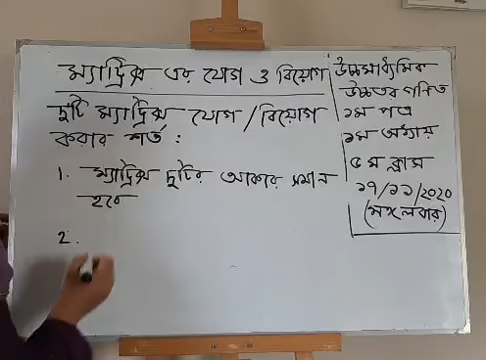 ম্যাট্রিক্স এর যোগ ও বিয়োগ
দুটি ম্যাট্রিক্স যোগ/বিয়োগ
করার শর্ত :
1. ম্যাট্রিক্স দুটির আকার সমান
হবে
2.
উচ্চমাধ্যমিক
উচ্চতর গনিত
১ম পত্র
১ম অধ্যায়
৫ম ক্লাস
১৭/১১/২০২০
(মঙ্গলবার)